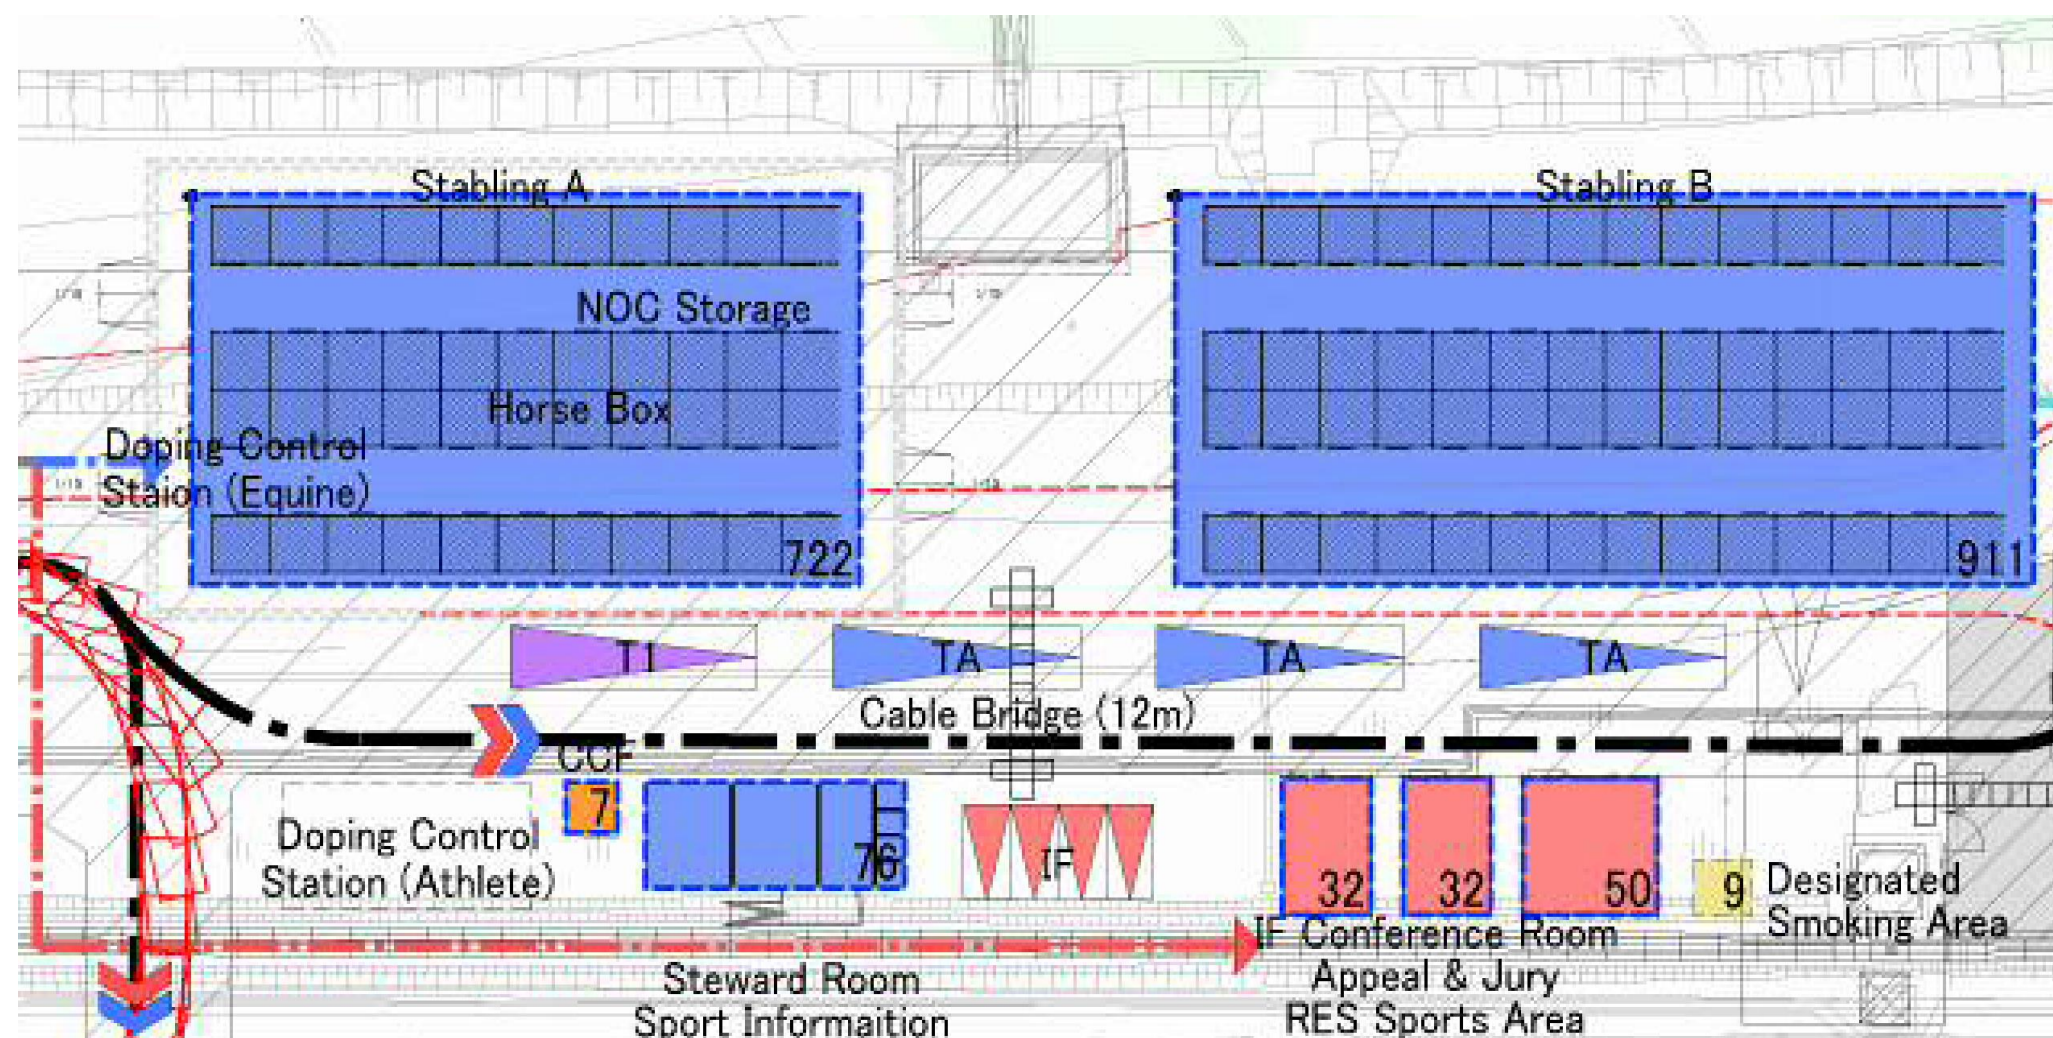 Stabling A
Stabling B
NOC Storage
Horse Box
Doping Control
Staion (Equine)
722
911
T1
TA
TA
TA
Cable Bridge (12m)
CCF
7
Doping Control
Station (Athlete)
76
IF
32
32
50
9
Designated
Smoking Area
IF Conference Room
Appeal & Jury
RES Sports Area
Steward Room
Sport Informaition